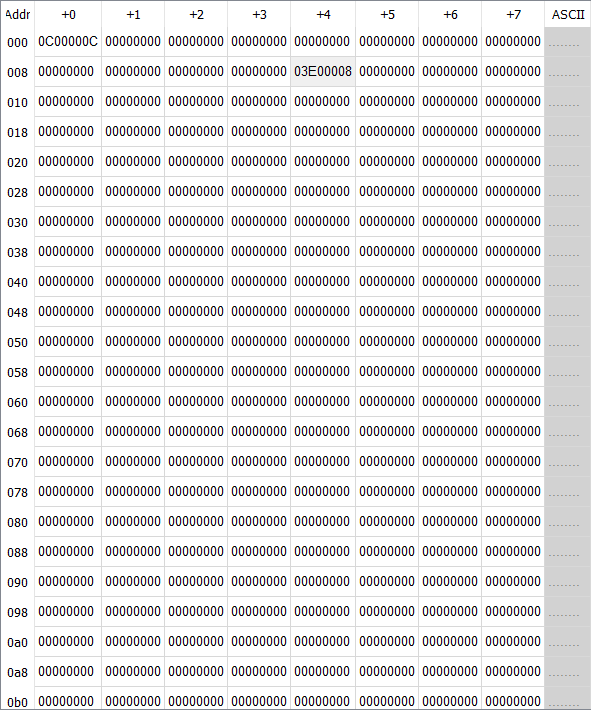 Addr +0 +1 +2 +3 +4 +5 +6 +7 ASCII
000 0C00000C 00000000 00000000 00000000 00000000 00000000 00000000 00000000 ........
008 00000000 00000000 00000000 00000000 03E00008 00000000 00000000 00000000 ........
010 00000000 00000000 00000000 00000000 00000000 00000000 00000000 00000000 ........
018 00000000 00000000 00000000 00000000 00000000 00000000 00000000 00000000 ........
020 00000000 00000000 00000000 00000000 00000000 00000000 00000000 00000000 ........
028 00000000 00000000 00000000 00000000 00000000 00000000 00000000 00000000 ........
030 00000000 00000000 00000000 00000000 00000000 00000000 00000000 00000000 ........
038 00000000 00000000 00000000 00000000 00000000 00000000 00000000 00000000 ........
040 00000000 00000000 00000000 00000000 00000000 00000000 00000000 00000000 ........
048 00000000 00000000 00000000 00000000 00000000 00000000 00000000 00000000 ........
050 00000000 00000000 00000000 00000000 00000000 00000000 00000000 00000000 ........
058 00000000 00000000 00000000 00000000 00000000 00000000 00000000 00000000 ........
060 00000000 00000000 00000000 00000000 00000000 00000000 00000000 00000000 ........
068 00000000 00000000 00000000 00000000 00000000 00000000 00000000 00000000 ........
070 00000000 00000000 00000000 00000000 00000000 00000000 00000000 00000000 ........
078 00000000 00000000 00000000 00000000 00000000 00000000 00000000 00000000 ........
080 00000000 00000000 00000000 00000000 00000000 00000000 00000000 00000000 ........
088 00000000 00000000 00000000 00000000 00000000 00000000 00000000 00000000 ........
090 00000000 00000000 00000000 00000000 00000000 00000000 00000000 00000000 ........
098 00000000 00000000 00000000 00000000 00000000 00000000 00000000 00000000 ........
0a0 00000000 00000000 00000000 00000000 00000000 00000000 00000000 00000000 ........
0a8 00000000 00000000 00000000 00000000 00000000 00000000 00000000 00000000 ........
0b0 00000000 00000000 00000000 00000000 00000000 00000000 00000000 00000000 ........